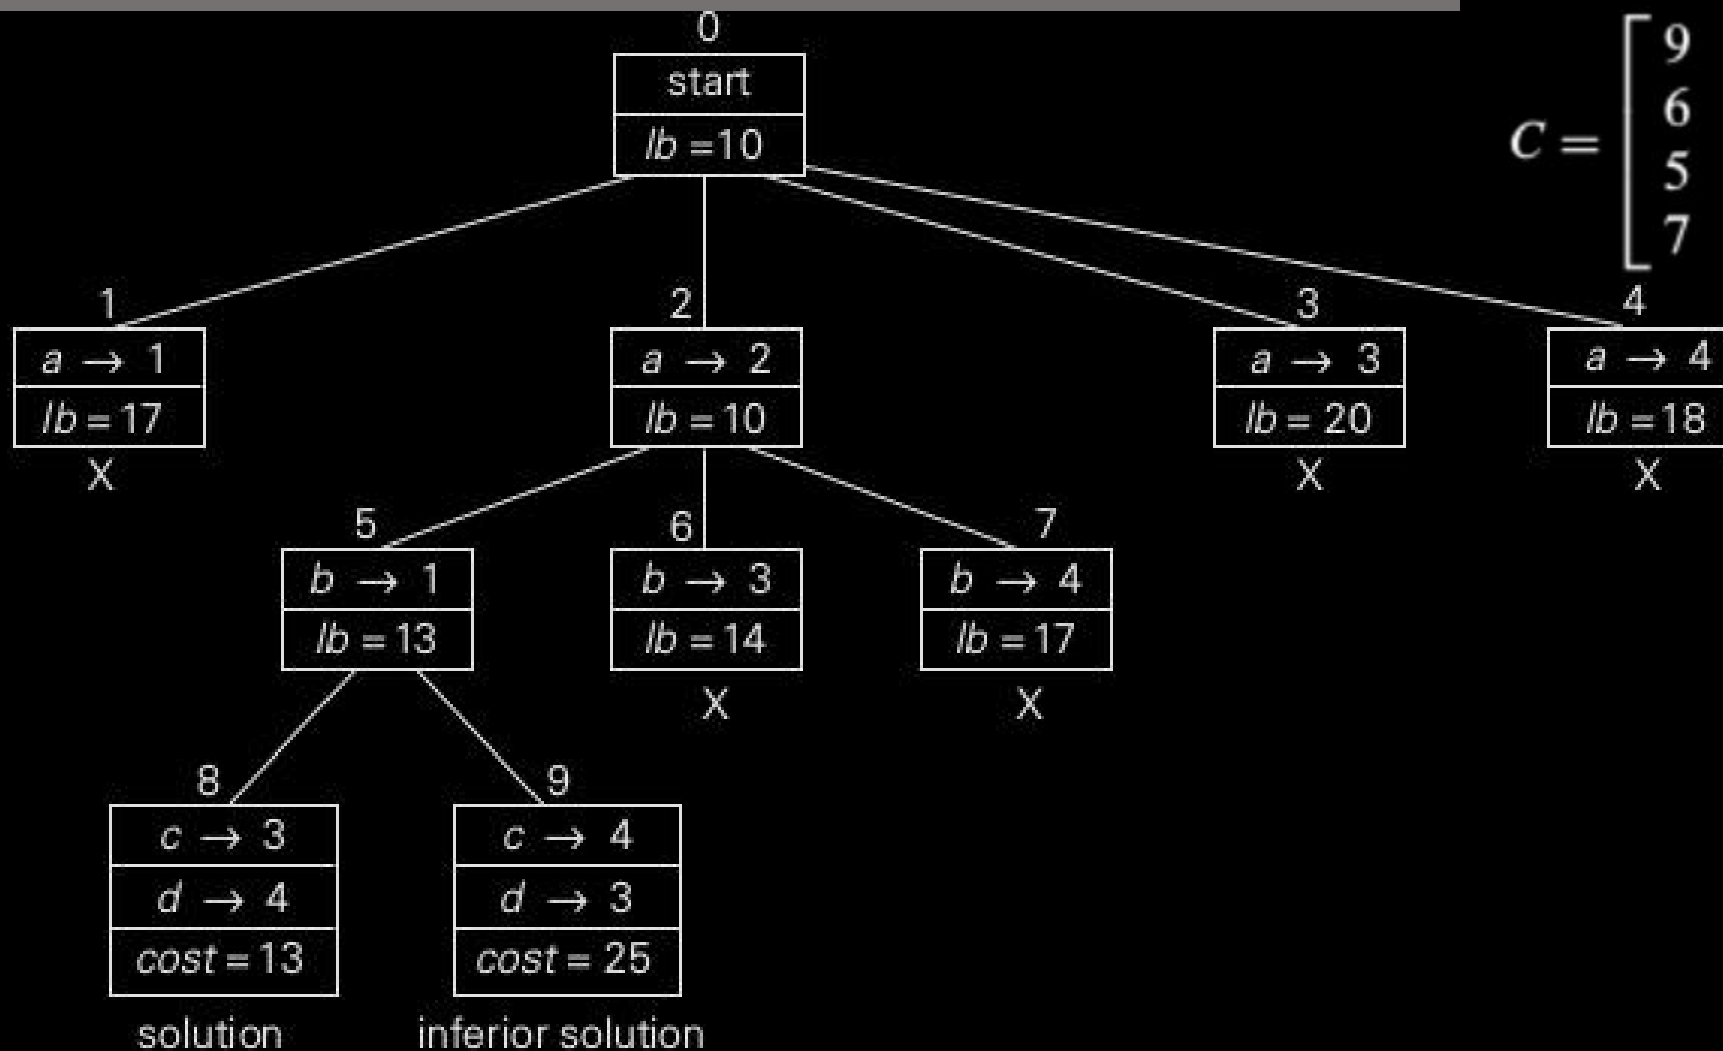 0
start
lb =10
C =
9
6
5
7
1
a → 1
lb = 17
X
2
a → 2
lb = 10
3
a → 3
lb = 20
X
4
a → 4
lb =18
X
5
b → 1
lb = 13
6
b → 3
lb = 14
X
7
b → 4
lb = 17
X
8
c → 3
d → 4
cost = 13
solution
9
c → 4
d → 3
cost = 25
inferior solution